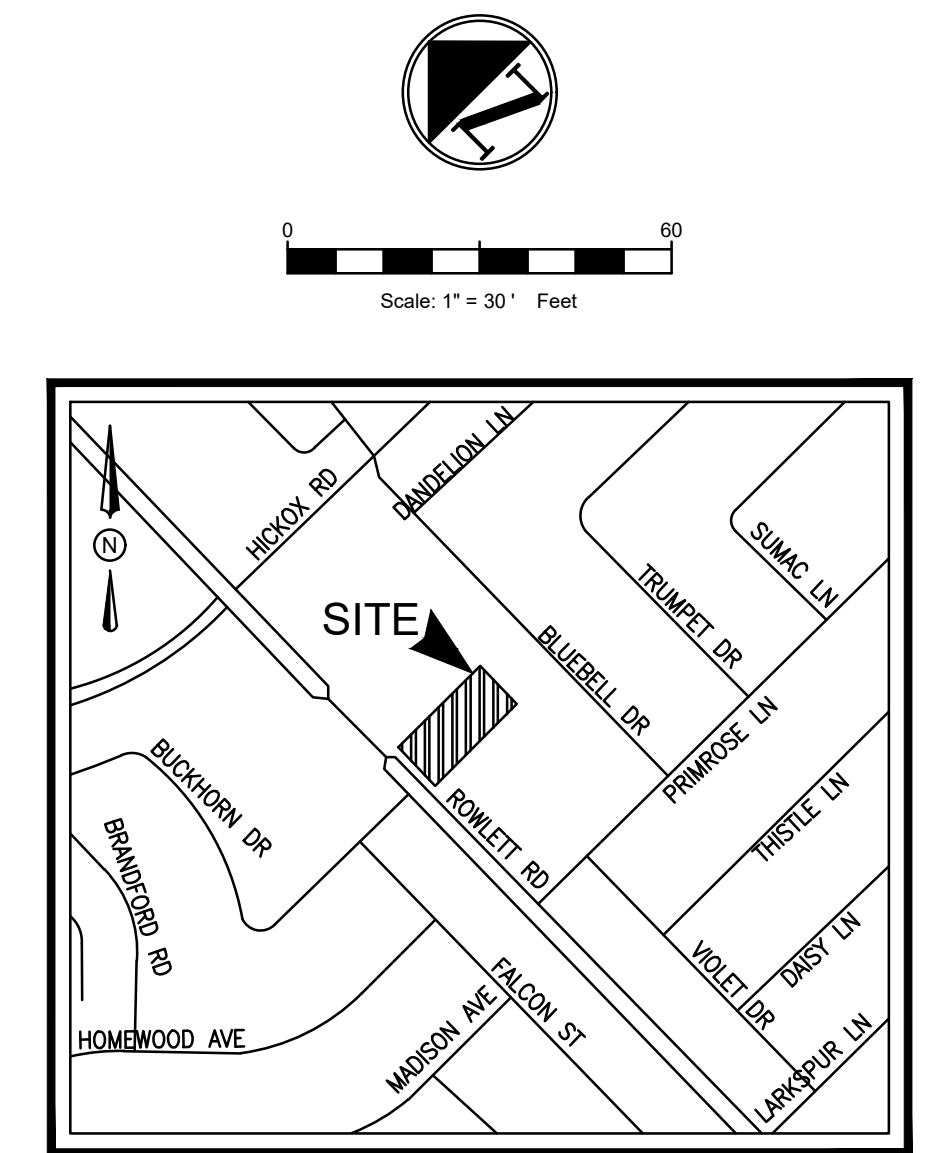 N
0 60
Scale: 1" = 30 ' Feet
DANDELION LN
HICKOX RD
N
SUMAC LN
TRUMPET DR
SITE
BLUEBELL DR
PRIMROSE LN
BUCKHORN DR
ROWLETT RD
THISTLE LN
BRANDFORD RD
VIOLET DR
DAISY LN
FALCON ST
HOMEWOOD AVE
MADISON AVE
LARKSPUR LN